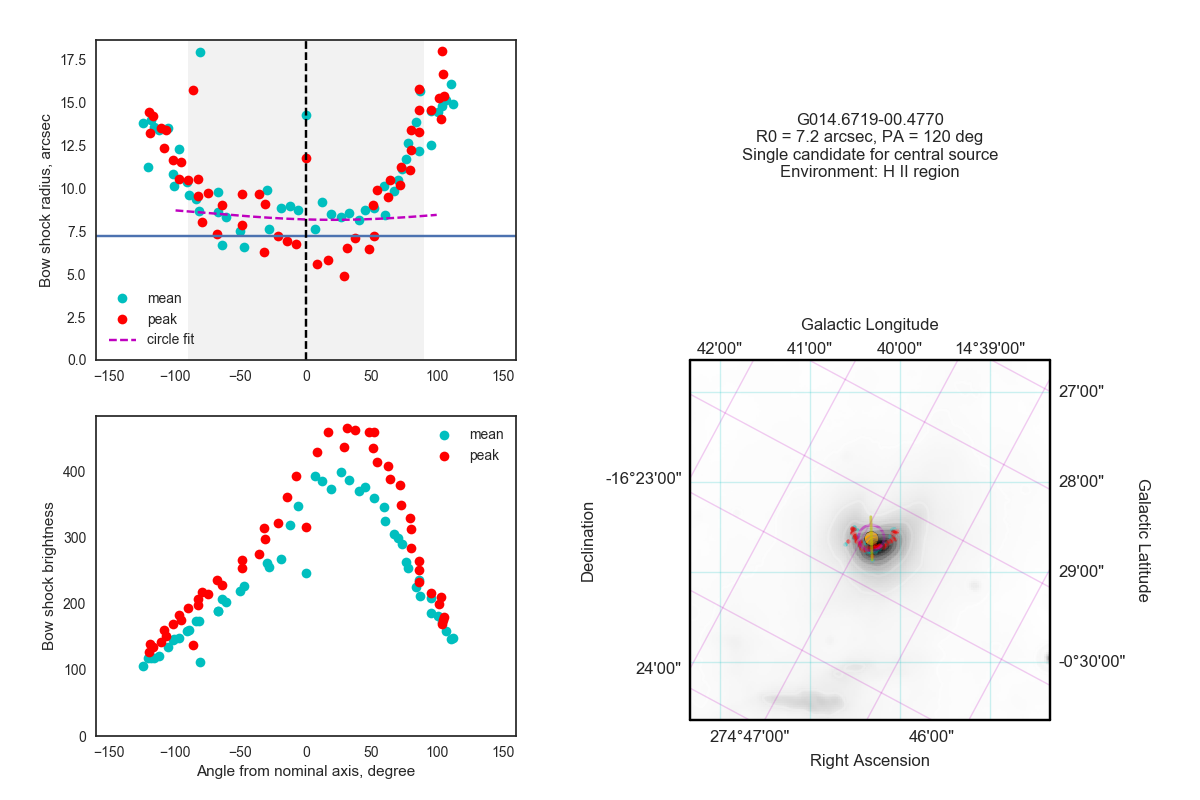 17.5
15.0
12.5
10.0
7.5
5.0
2.5
0.0
Bow shock radius, arcsec
mean
peak
circle fit
−150 −100 −50 0 50 100 150
G014.6719-00.4770
R0 = 7.2 arcsec, PA = 120 deg
Single candidate for central source
Environment: H II region
400
300
200
100
0
Bow shock brightness
mean
peak
−150 −100 −50 0 50 100 150
Angle from nominal axis, degree
Galactic Longitude
42'00" 41'00" 40'00" 14°39'00"
27'00"
28'00"
29'00"
-0°30'00"
Galactic Latitude
-16°23'00"
24'00"
Declination
274°47'00" 46'00"
Right Ascension